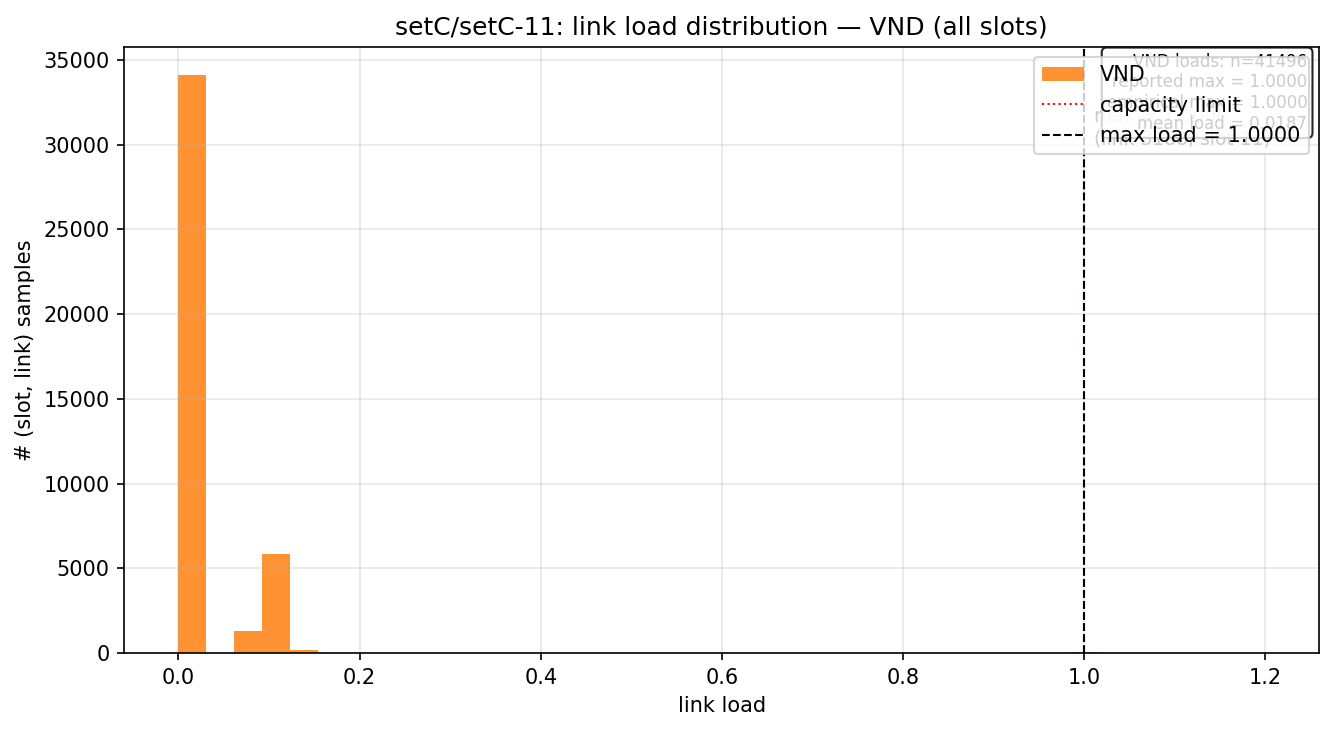 setC/setC-11: link load distribution — VND (all slots)
# (slot, link) samples
35000
30000
25000
20000
15000
10000
5000
0
VND loads: n=41496
reported max = 1.0000
= 1.0000
mean load = 0.0187
VND
capacity limit
max load = 1.0000
0.0
0.2
0.4
0.6
0.8
1.0
1.2
link load